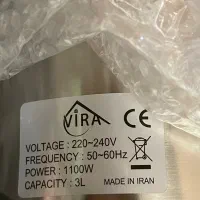 VIRA CE
VOLTAGE : 220~240V
FREQUENCY : 50~60Hz
POWER : 1100W
CAPACITY : 3L
MADE IN IRAN